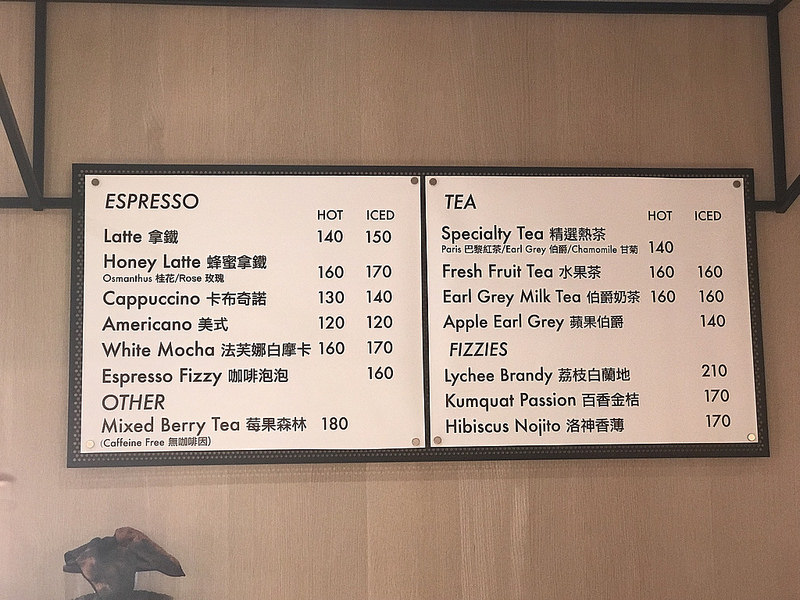 ESPRESSO
HOT ICED
Latte 拿鐵 140 150
Honey Latte 蜂蜜拿鐵 160 170
Osmanthus 桂花/Rose 玫瑰
Cappuccino 卡布奇諾 130 140
Americano 美式 120 120
White Mocha 法芙娜白摩卡 160 170
Espresso Fizzy 咖啡泡泡 160
OTHER
Mixed Berry Tea 莓果森林 180
(Caffeine Free 無咖啡因)
TEA
HOT ICED
Specialty Tea 精選熱茶 140
Paris 巴黎紅茶/Earl Grey 伯爵/Chamomile 甘菊
Fresh Fruit Tea 水果茶 160 160
Earl Grey Milk Tea 伯爵奶茶 160 160
Apple Earl Grey 蘋果伯爵 140
FIZZIES
Lychee Brandy 荔枝白蘭地 210
Kumquat Passion 百香金桔 170
Hibiscus Nojito 洛神香薄 170